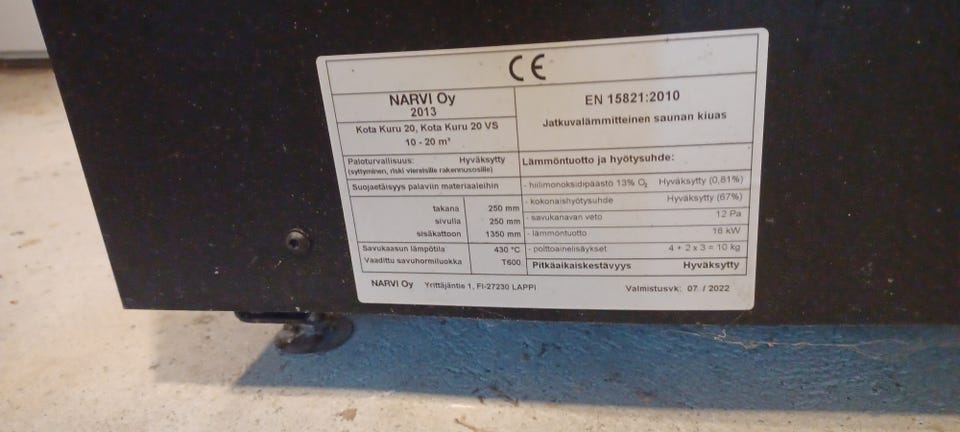 CE
NARVI Oy
2013
Kota Kuru 20, Kota Kuru 20 VS
10 - 20 m³
EN 15821:2010
Jatkuvalämmitteinen saunan kiuas
Paloturvallisuus: Hyväksytty
(syttyminen, riski viereisille rakennusosille)
Suojaetäisyys palaviin materiaaleihin
takana 250 mm
sivulla 250 mm
sisäkattoon 1350 mm
Savukaasun lämpötila 430 °C
Vaadittu savuhormiluokka T600
Lämmöntuotto ja hyötysuhde:
- hiilimonoksidipäästö 13% O₂ Hyväksytty (0,81%)
- kokonaishyötysuhde Hyväksytty (67%)
- savukanavan veto 12 Pa
- lämmöntuotto 16 kW
- polttoainelisäykset 4 + 2 x 3 = 10 kg
Pitkäaikaiskestävyys Hyväksytty
NARVI Oy Yrittäjäntie 1, FI-27230 LAPPI
Valmistusvk: 07 / 2022